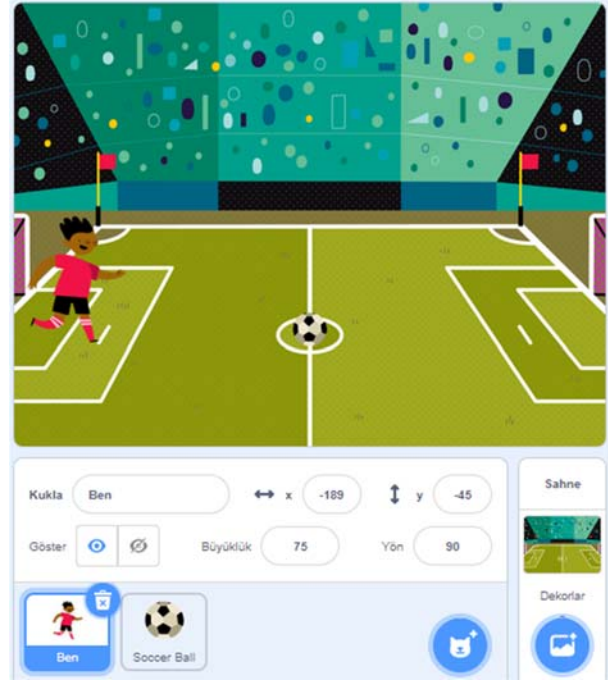 Kukla Ben x -189 y -45
Göster Büyüklük 75 Yön 90
Ben
Soccer Ball
Sahne
Dekorlar